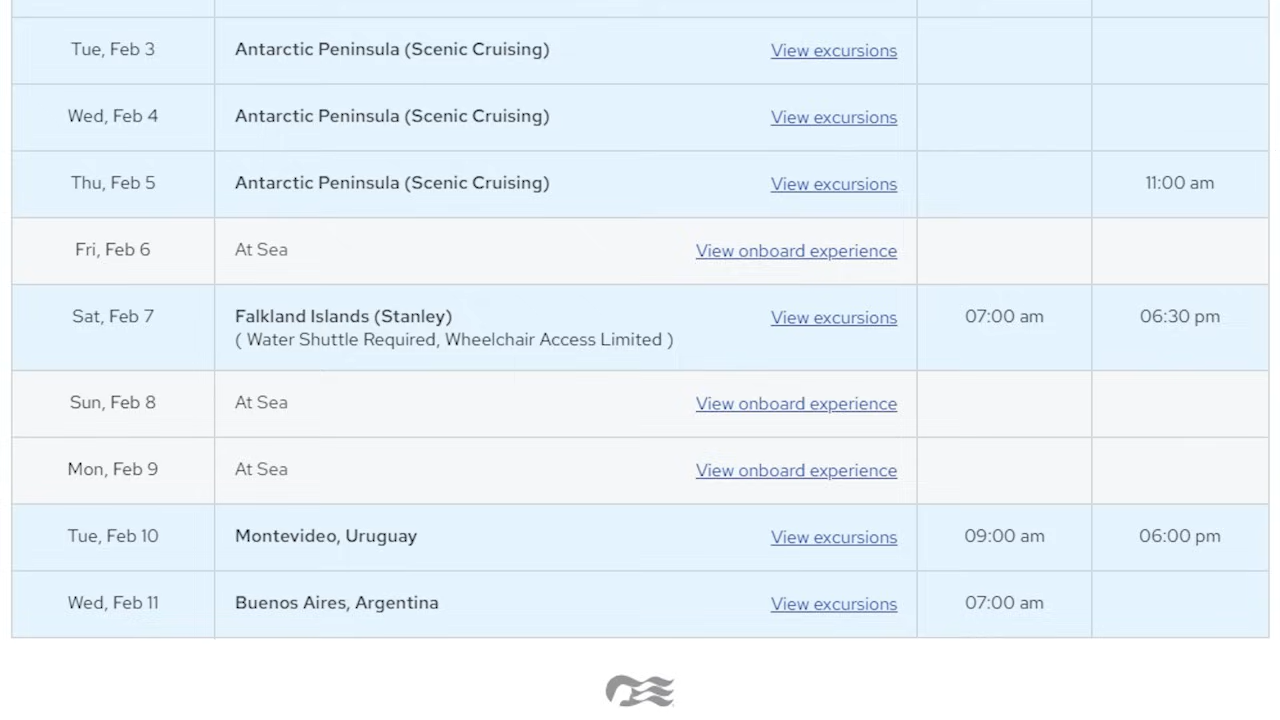 Tue, Feb 3 Antarctic Peninsula (Scenic Cruising) View excursions
Wed, Feb 4 Antarctic Peninsula (Scenic Cruising) View excursions
Thu, Feb 5 Antarctic Peninsula (Scenic Cruising) View excursions 11:00 am
Fri, Feb 6 At Sea View onboard experience
Sat, Feb 7 Falkland Islands (Stanley) View excursions 07:00 am 06:30 pm
( Water Shuttle Required, Wheelchair Access Limited )
Sun, Feb 8 At Sea View onboard experience
Mon, Feb 9 At Sea View onboard experience
Tue, Feb 10 Montevideo, Uruguay View excursions 09:00 am 06:00 pm
Wed, Feb 11 Buenos Aires, Argentina View excursions 07:00 am